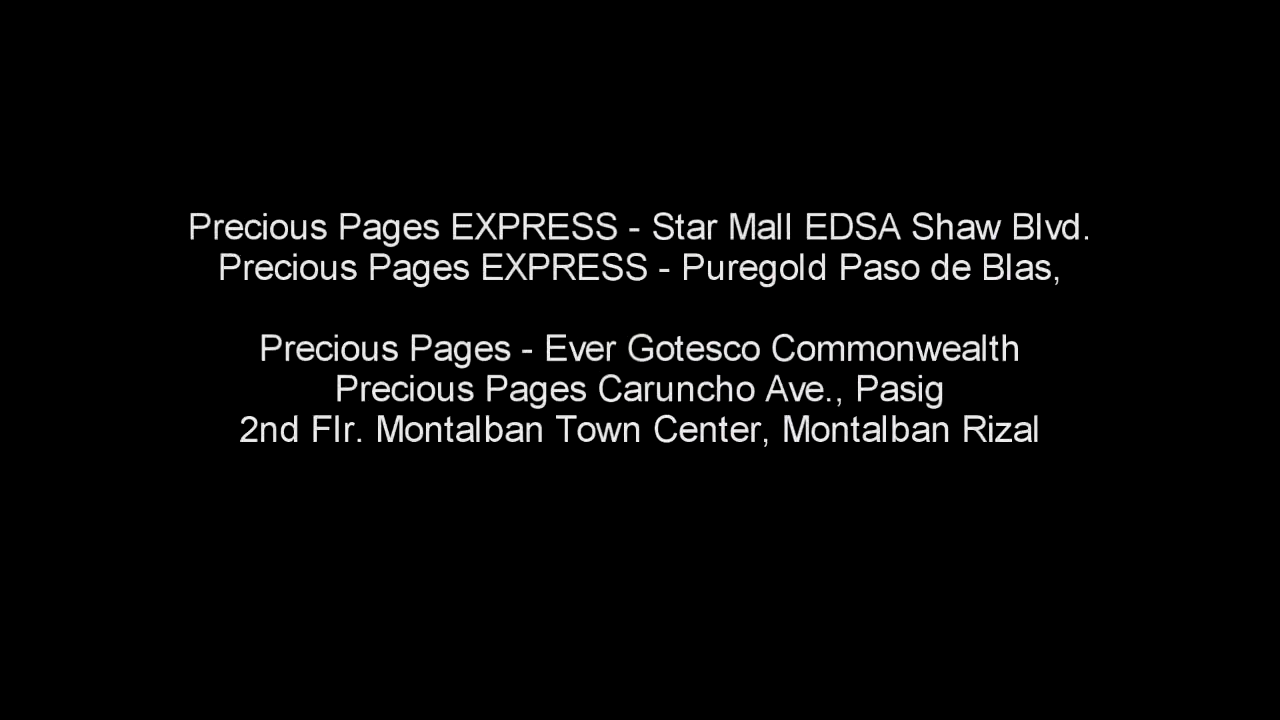 Precious Pages EXPRESS - Star Mall EDSA Shaw Blvd.
Precious Pages EXPRESS - Puregold Paso de Blas,
Precious Pages - Ever Gotesco Commonwealth
Precious Pages Caruncho Ave., Pasig
2nd Flr. Montalban Town Center, Montalban Rizal